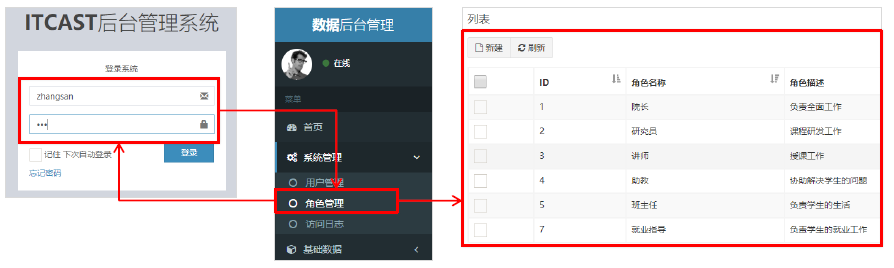 ITCAST后台管理系统
登录系统
zhangsan
•••
记住 下次自动登录
登录
忘记密码
数据后台管理
在线
菜单
首页
系统管理
用户管理
角色管理
访问日志
基础数据
列表
新建 刷新
ID 角色名称 角色描述
1 院长 负责全面工作
2 研究员 课程研发工作
3 讲师 授课工作
4 助教 协助解决学生的问题
5 班主任 负责学生的生活
7 就业指导 负责学生的就业工作